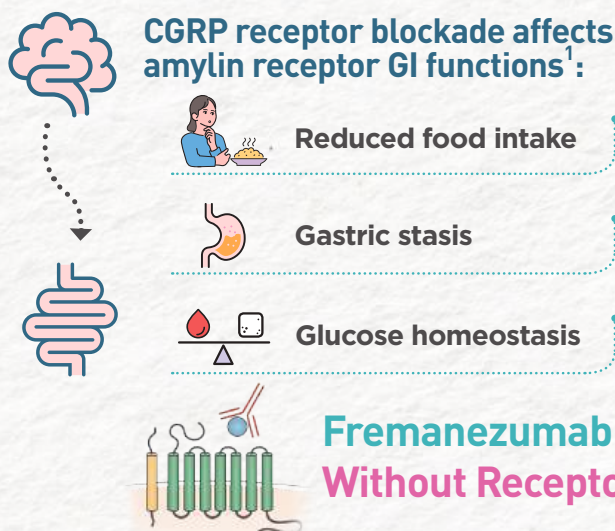 CGRP receptor blockade affects
amylin receptor GI functions¹:
Reduced food intake
Gastric stasis
Glucose homeostasis
Fremanezumab
Without Recepto